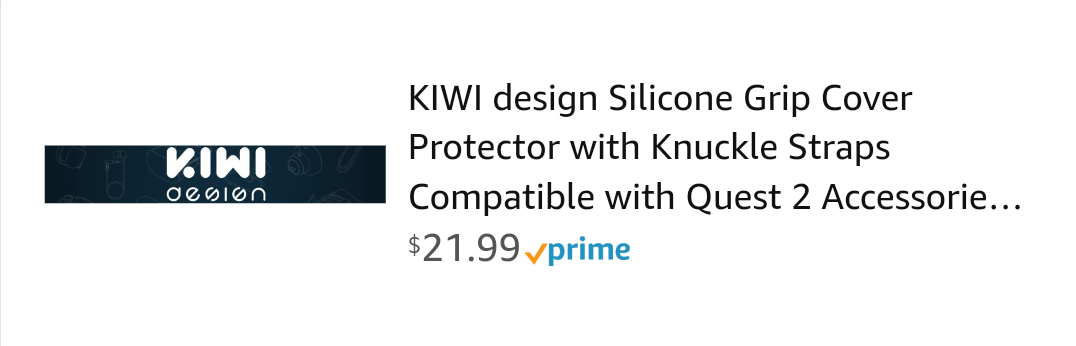 KIWI
design
KIWI design Silicone Grip Cover
Protector with Knuckle Straps
Compatible with Quest 2 Accessorie…
$21.99 prime